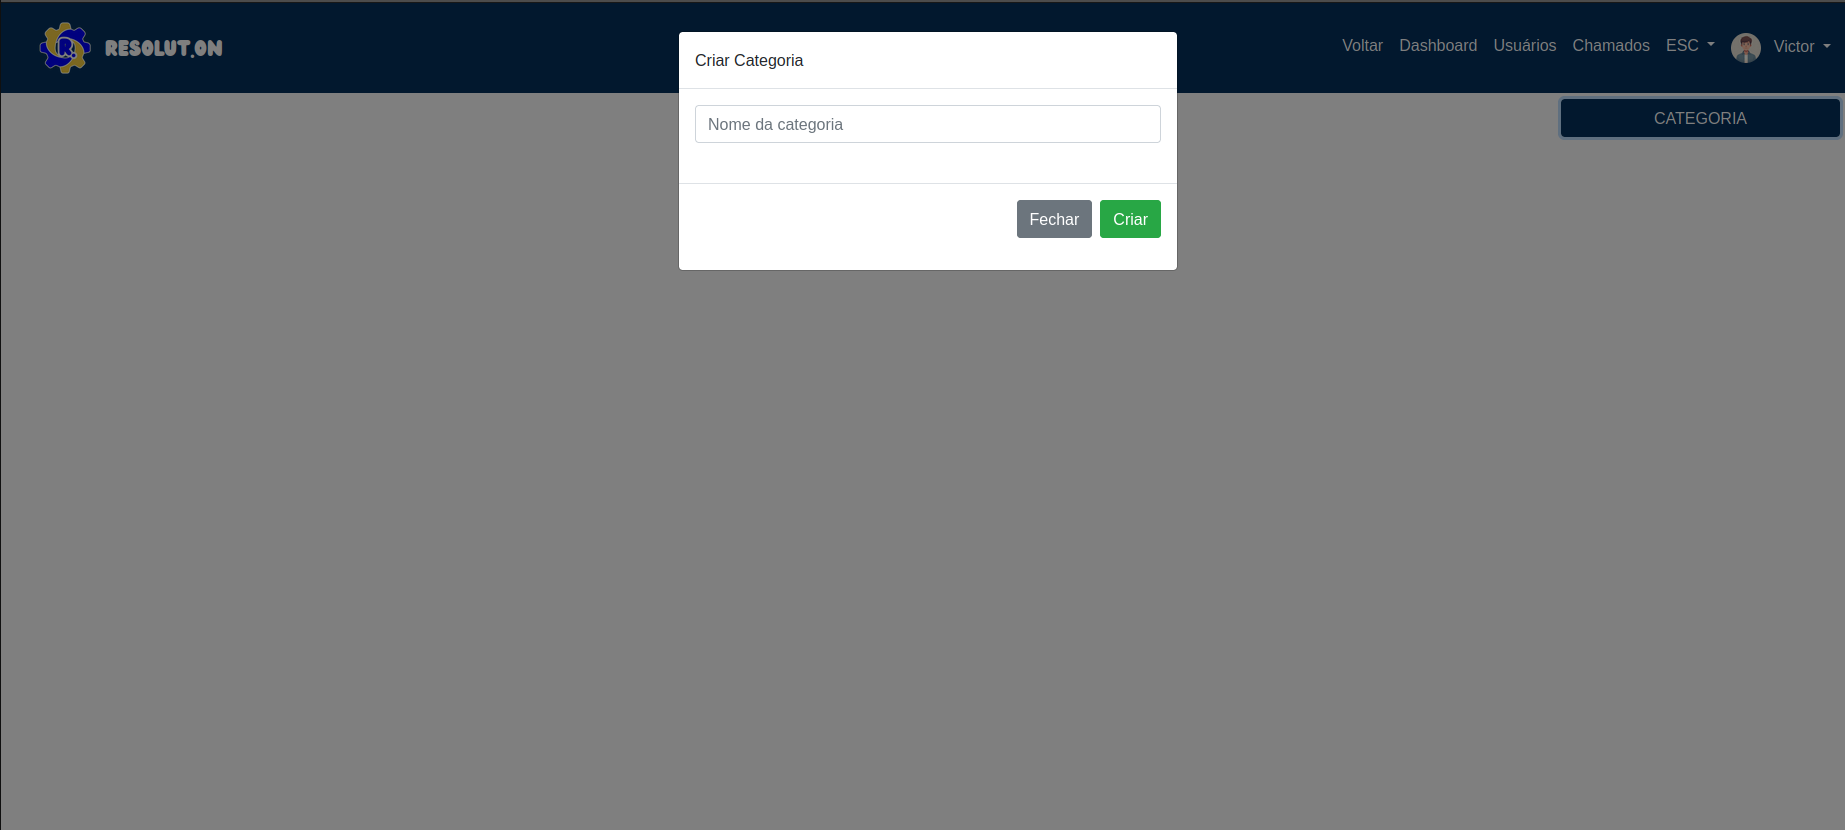 R.
RESOLUT.ON
Voltar Dashboard Usuários Chamados ESC Victor
CATEGORIA
Criar Categoria
Nome da categoria
Fechar Criar